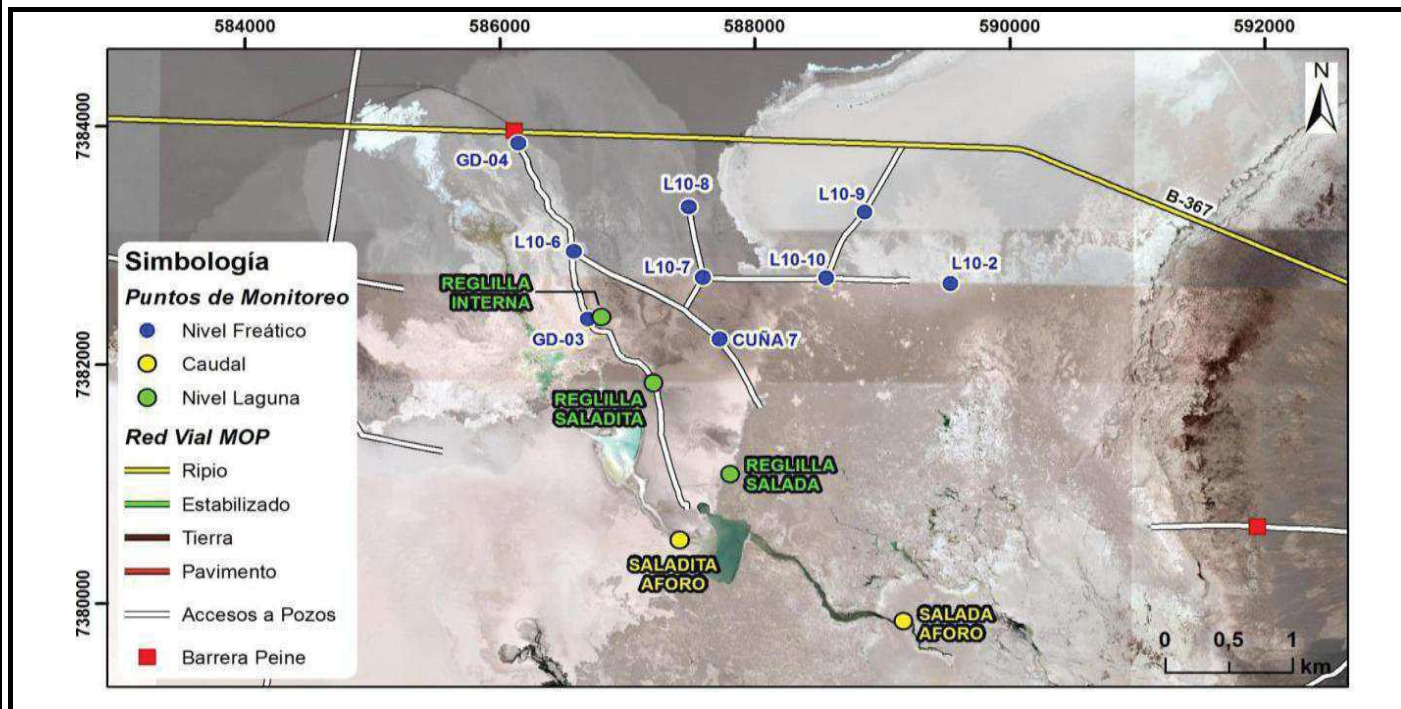 584000
586000
588000
590000
592000
7384000
7382000
7380000
N
B-367
GD-04
L10-8
L10-9
L10-6
L10-7
L10-10
L10-2
REGLILLA
INTERNA
GD-03
CUÑA 7
REGLILLA
SALADITA
REGLILLA
SALADA
SALADITA
AFORO
SALADA
AFORO
Simbología
Puntos de Monitoreo
Nivel Freático
Caudal
Nivel Laguna
Red Vial MOP
Ripio
Estabilizado
Tierra
Pavimento
Accesos a Pozos
Barrera Peine
0 0,5 1
km